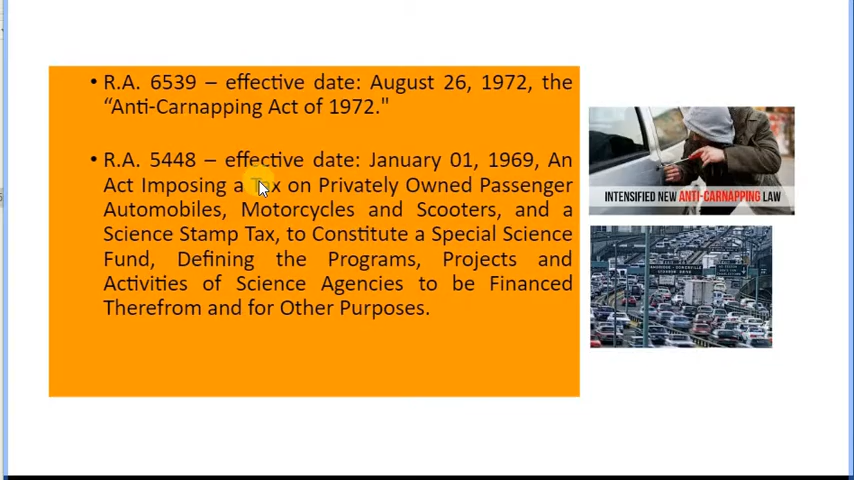 • R.A. 6539 – effective date: August 26, 1972, the
“Anti-Carnapping Act of 1972."
• R.A. 5448 – effective date: January 01, 1969, An
Act Imposing a Tax on Privately Owned Passenger
Automobiles, Motorcycles and Scooters, and a
Science Stamp Tax, to Constitute a Special Science
Fund, Defining the Programs, Projects and
Activities of Science Agencies to be Financed
Therefrom and for Other Purposes.
INTENSIFIED NEW ANTI-CARNAPPING LAW